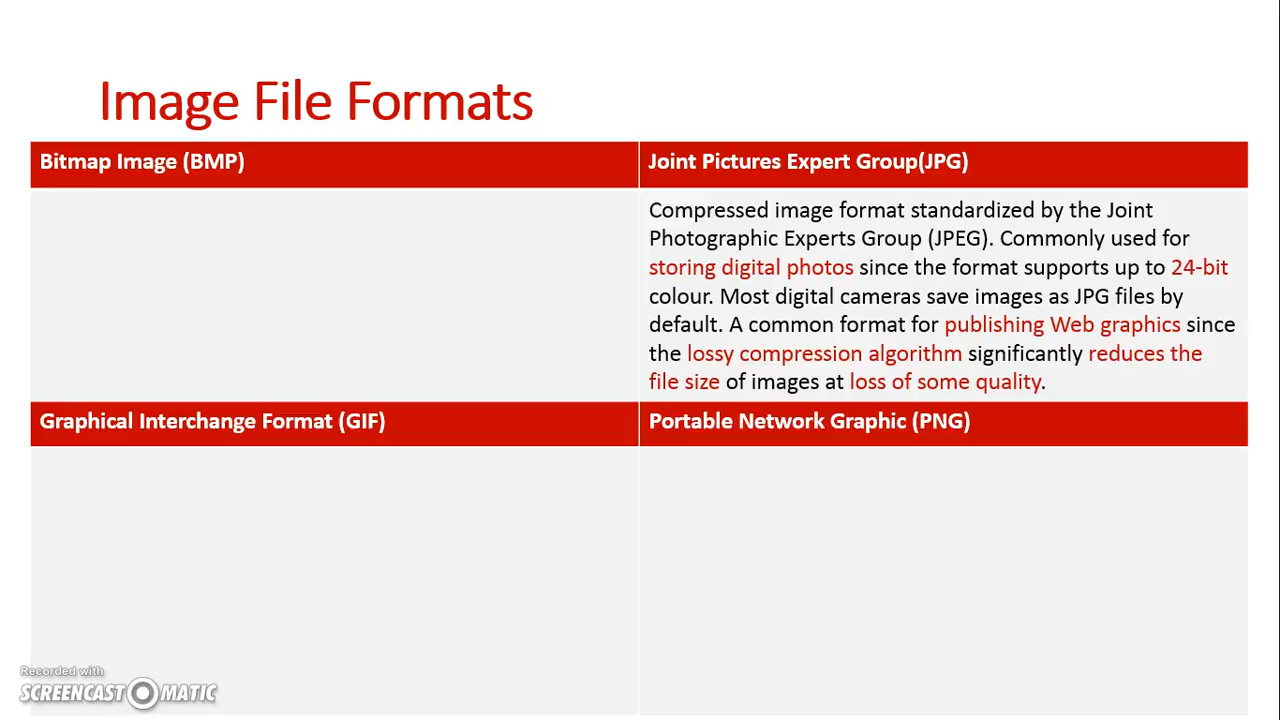 Image File Formats
Bitmap Image (BMP)
Joint Pictures Expert Group(JPG)
Compressed image format standardized by the Joint
Photographic Experts Group (JPEG). Commonly used for
storing digital photos since the format supports up to 24-bit
colour. Most digital cameras save images as JPG files by
default. A common format for publishing Web graphics since
the lossy compression algorithm significantly reduces the
file size of images at loss of some quality.
Graphical Interchange Format (GIF)
Portable Network Graphic (PNG)
Recorded with
SCREENCAST MATIC